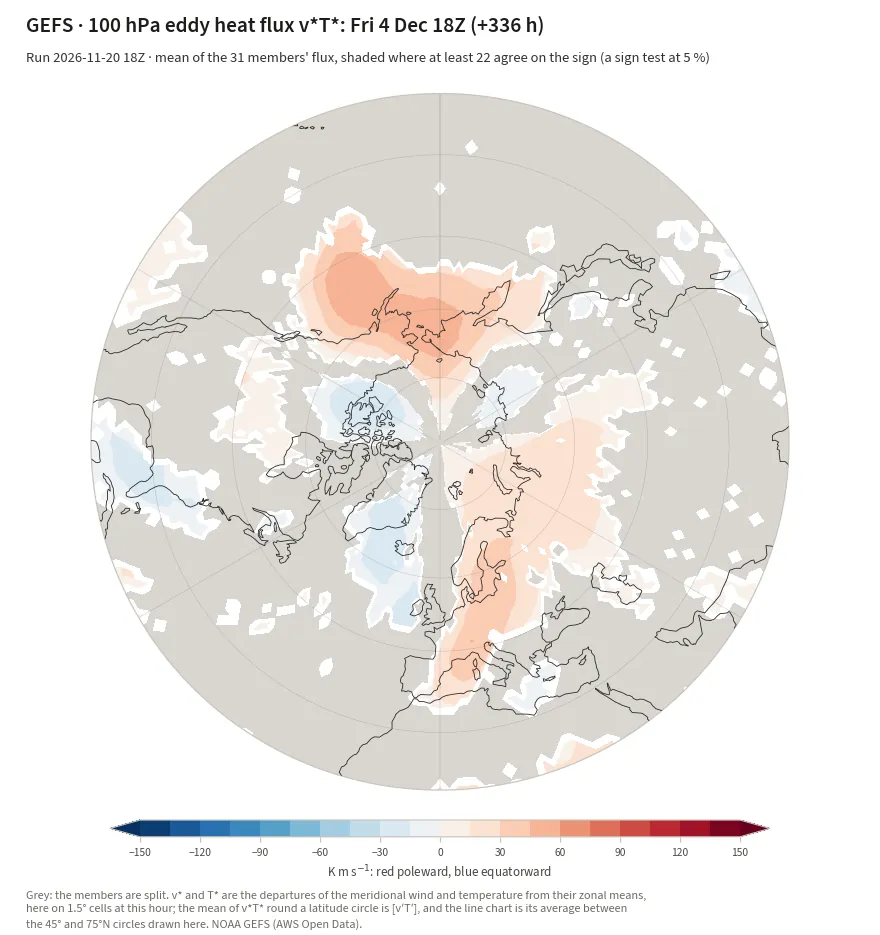 GEFS · 100 hPa eddy heat flux v*T*: Fri 4 Dec 18Z (+336 h)
Run 2026-11-20 18Z · mean of the 31 members' flux, shaded where at least 22 agree on the sign (a sign test at 5 %)
−150 −120 −90 −60 −30 0 30 60 90 120 150
K m s⁻¹: red poleward, blue equatorward
Grey: the members are split. v* and T* are the departures of the meridional wind and temperature from their zonal means,
here on 1.5° cells at this hour; the mean of v*T* round a latitude circle is [v'T'], and the line chart is its average between
the 45° and 75°N circles drawn here. NOAA GEFS (AWS Open Data).